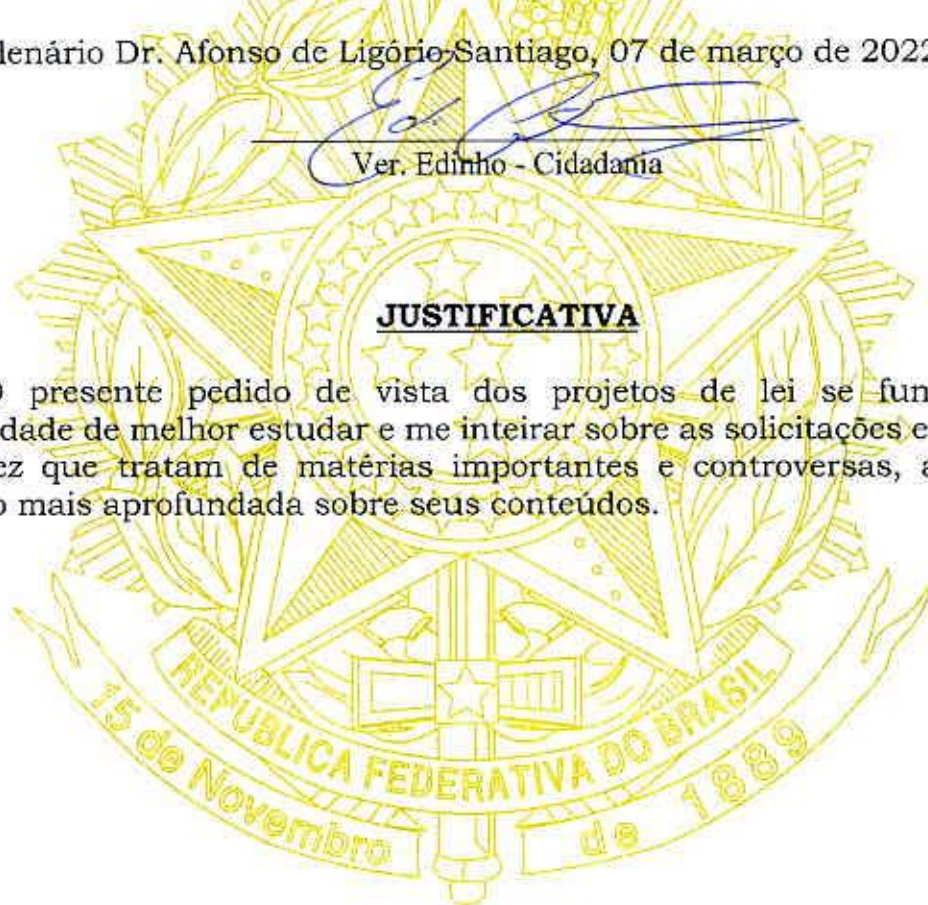 lenário Dr. Afonso de Ligório Santiago, 07 de março de 2022
Ver. Edinho - Cidadania
JUSTIFICATIVA
O presente pedido de vista dos projetos de lei se fun
dade de melhor estudar e me inteirar sobre as solicitações e
ez que tratam de matérias importantes e controversas, a
o mais aprofundada sobre seus conteúdos.
REPUBLICA FEDERATIVA DO BRASIL
15 de Novembro de 1889